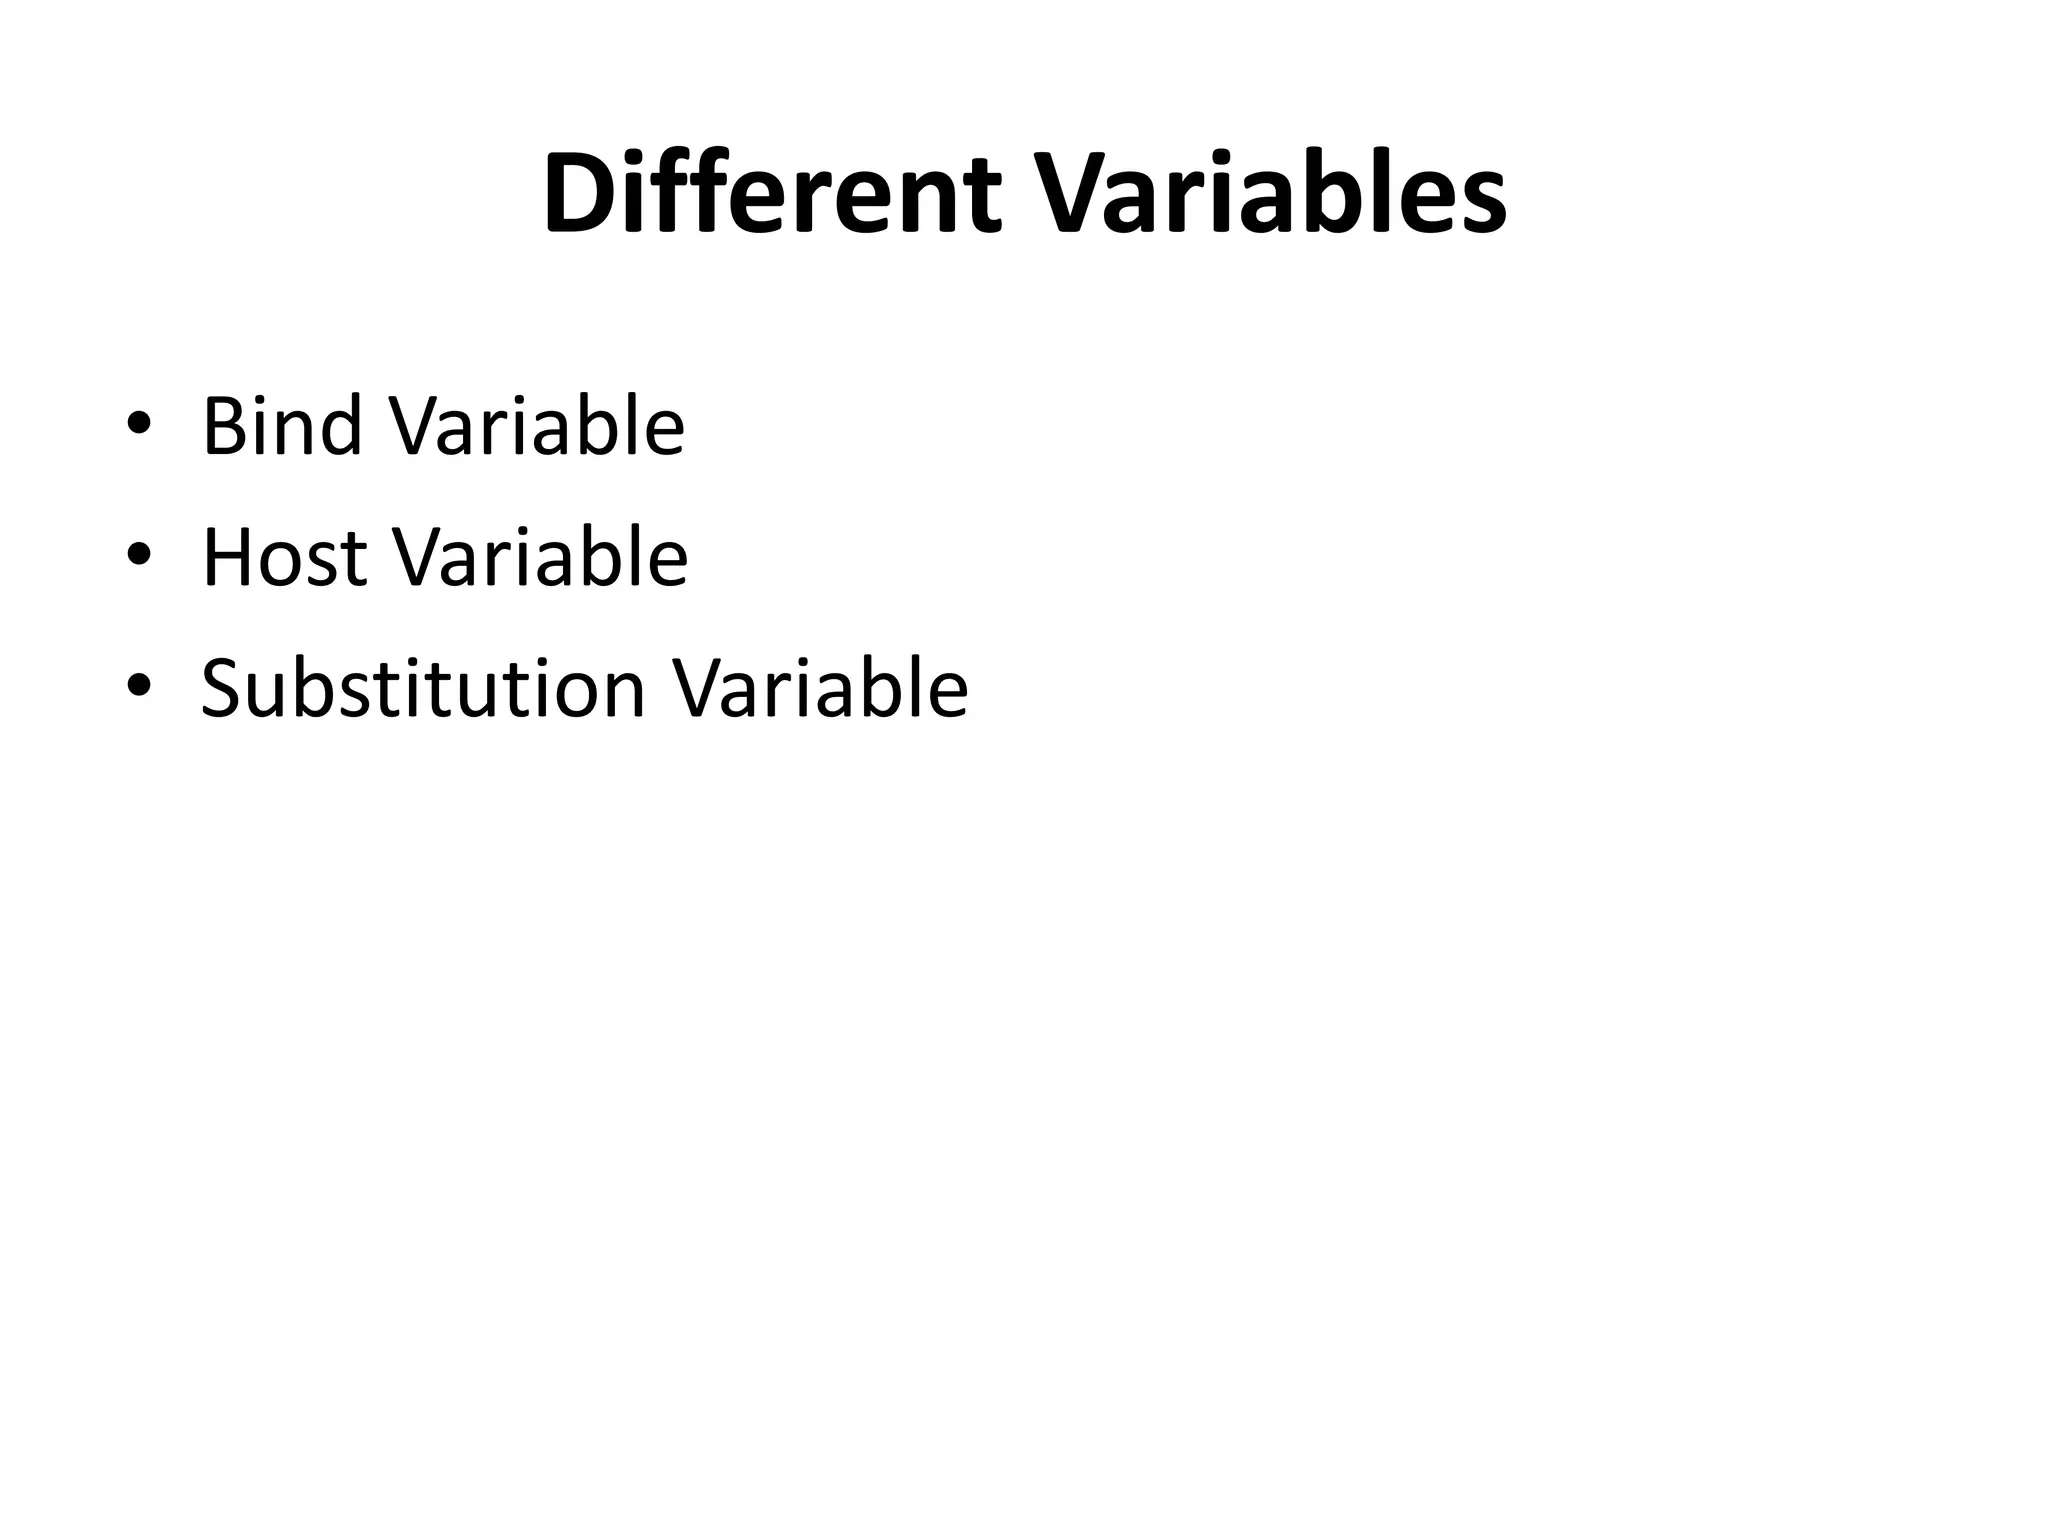 Different Variables
• Bind Variable
• Host Variable
• Substitution Variable